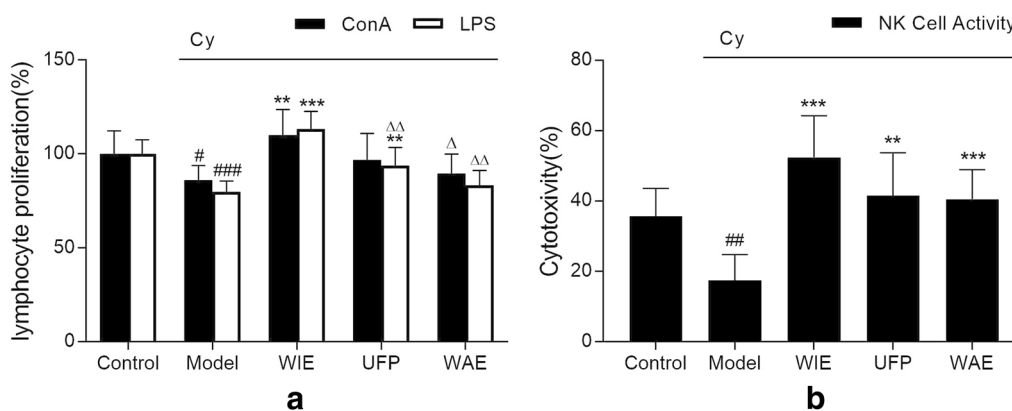 ConA LPS
Cy
lymphocyte proliferation(%)
150
100
50
0
# ### ** *** ΔΔ ** Δ ΔΔ
Control Model WIE UFP WAE
a
NK Cell Activity
Cy
Cytotoxivity(%)
80
60
40
20
0
## *** ** ***
Control Model WIE UFP WAE
b